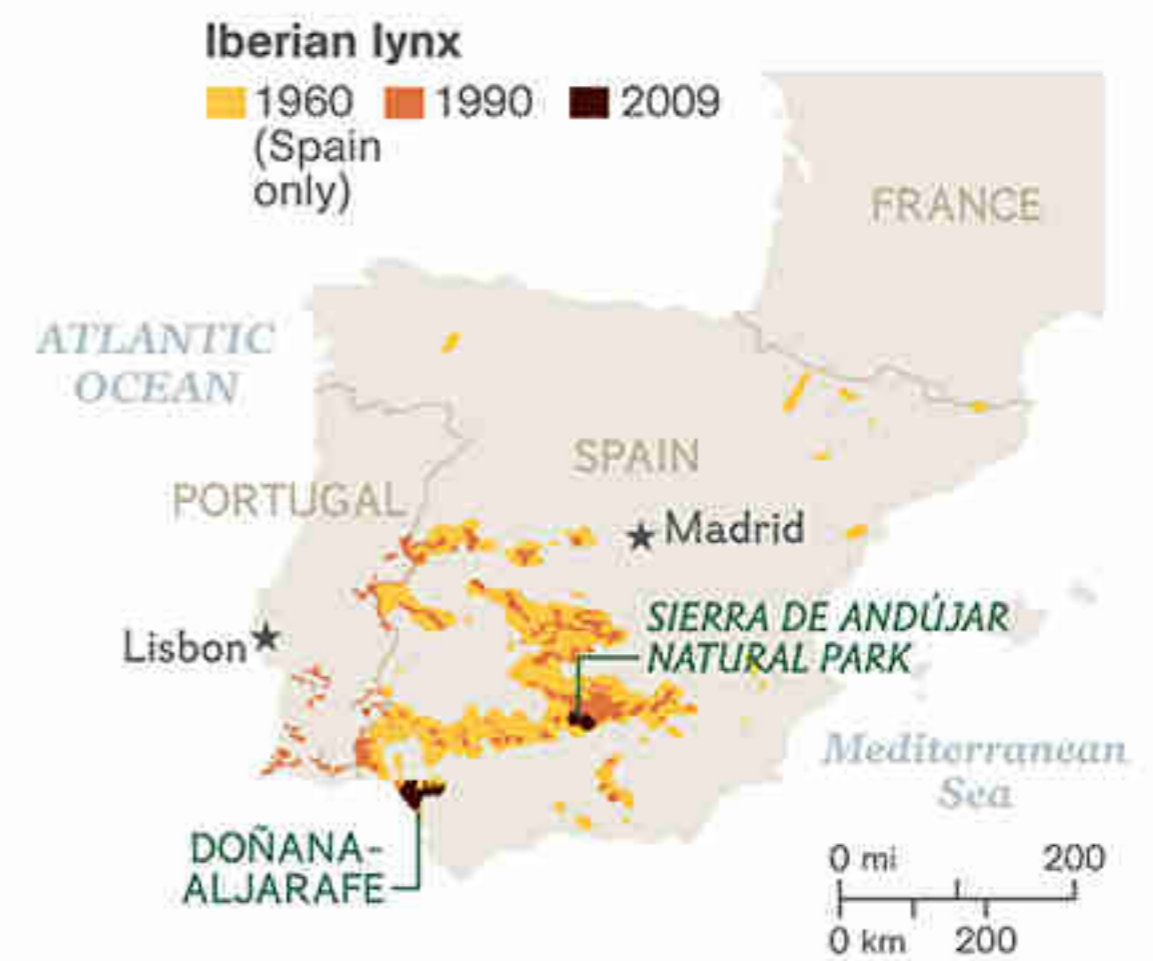 Iberian lynx
1960 1990 2009
(Spain
only)
FRANCE
ATLANTIC
OCEAN
SPAIN
PORTUGAL
Madrid
SIERRA DE ANDÚJAR
NATURAL PARK
Lisbon
Mediterranean
Sea
DOÑANA-
ALJARAFE
0 mi 200
0 km 200